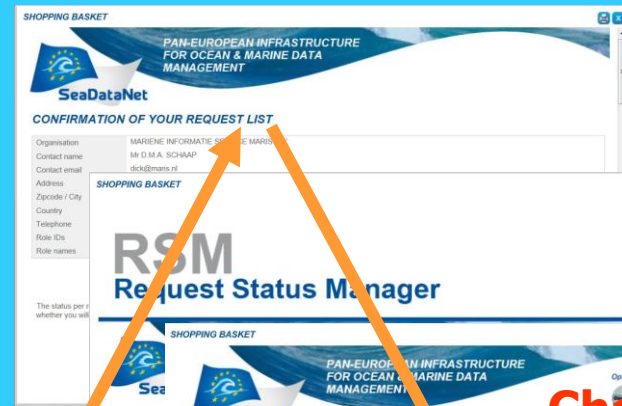 SHOPPING BASKET
PAN-EUROPEAN INFRASTRUCTURE
FOR OCEAN & MARINE DATA
MANAGEMENT
SeaDataNet
CONFIRMATION OF YOUR REQUEST LIST
Organisation MARIENE INFORMATIE MARIS
Contact name Mr D.M.A. SCHAAP
Contact email dick@maris.nl
Address
Zipcode / City
Country
Telephone
Role IDs
Role names
The status per
whether you will
SHOPPING BASKET
RSM
Request Status Manager
Sea
SHOPPING BASKET
PAN-EUROPEAN INFRASTRUCTURE
FOR OCEAN & MARINE DATA
MANAGEMENT
Op
Cha